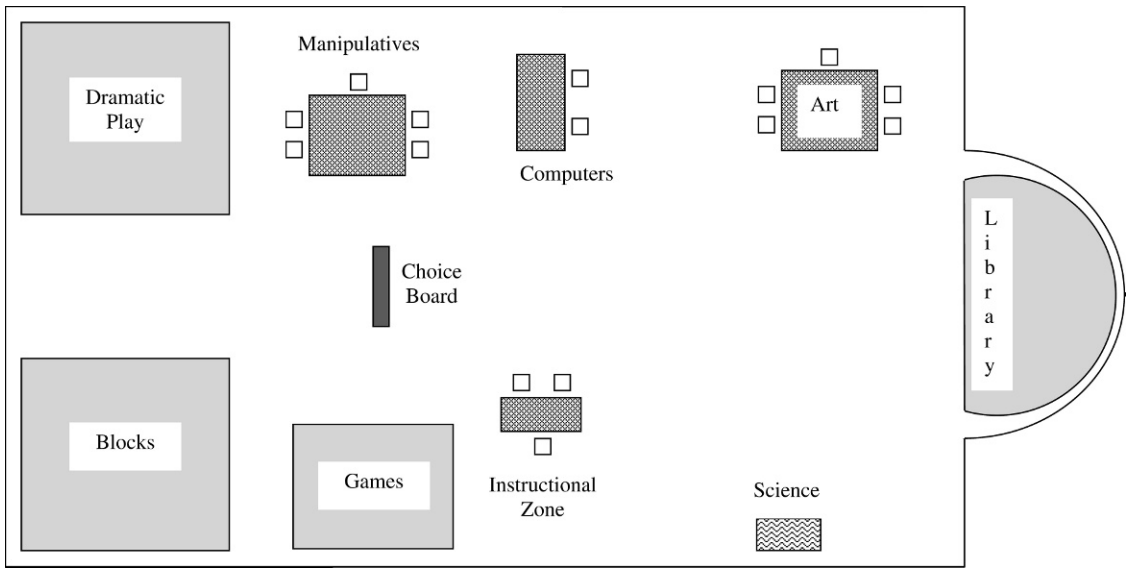 Manipulatives
Dramatic
Play
Art
Computers
L
i
b
r
a
r
y
Choice
Board
Blocks
Games
Instructional
Zone
Science